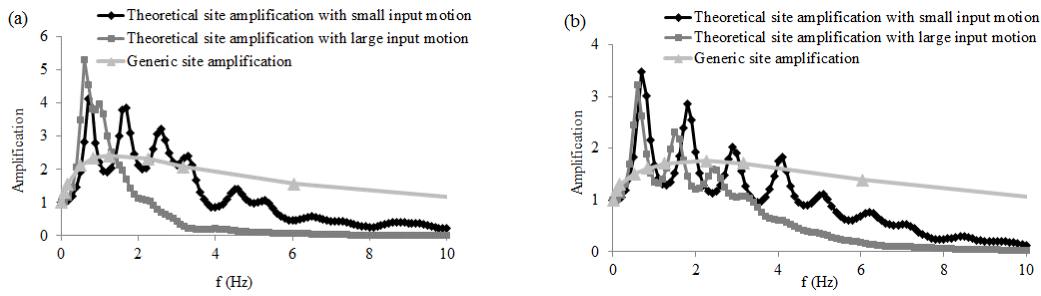 (a)
Theoretical site amplification with small input motion
Theoretical site amplification with large input motion
Generic site amplification
6
5
4
3
2
1
0
Amplification
0 2 4 6 8 10
f (Hz)
(b)
Theoretical site amplification with small input motion
Theoretical site amplification with large input motion
Generic site amplification
4
3
2
1
0
Amplification
0 2 4 6 8 10
f (Hz)